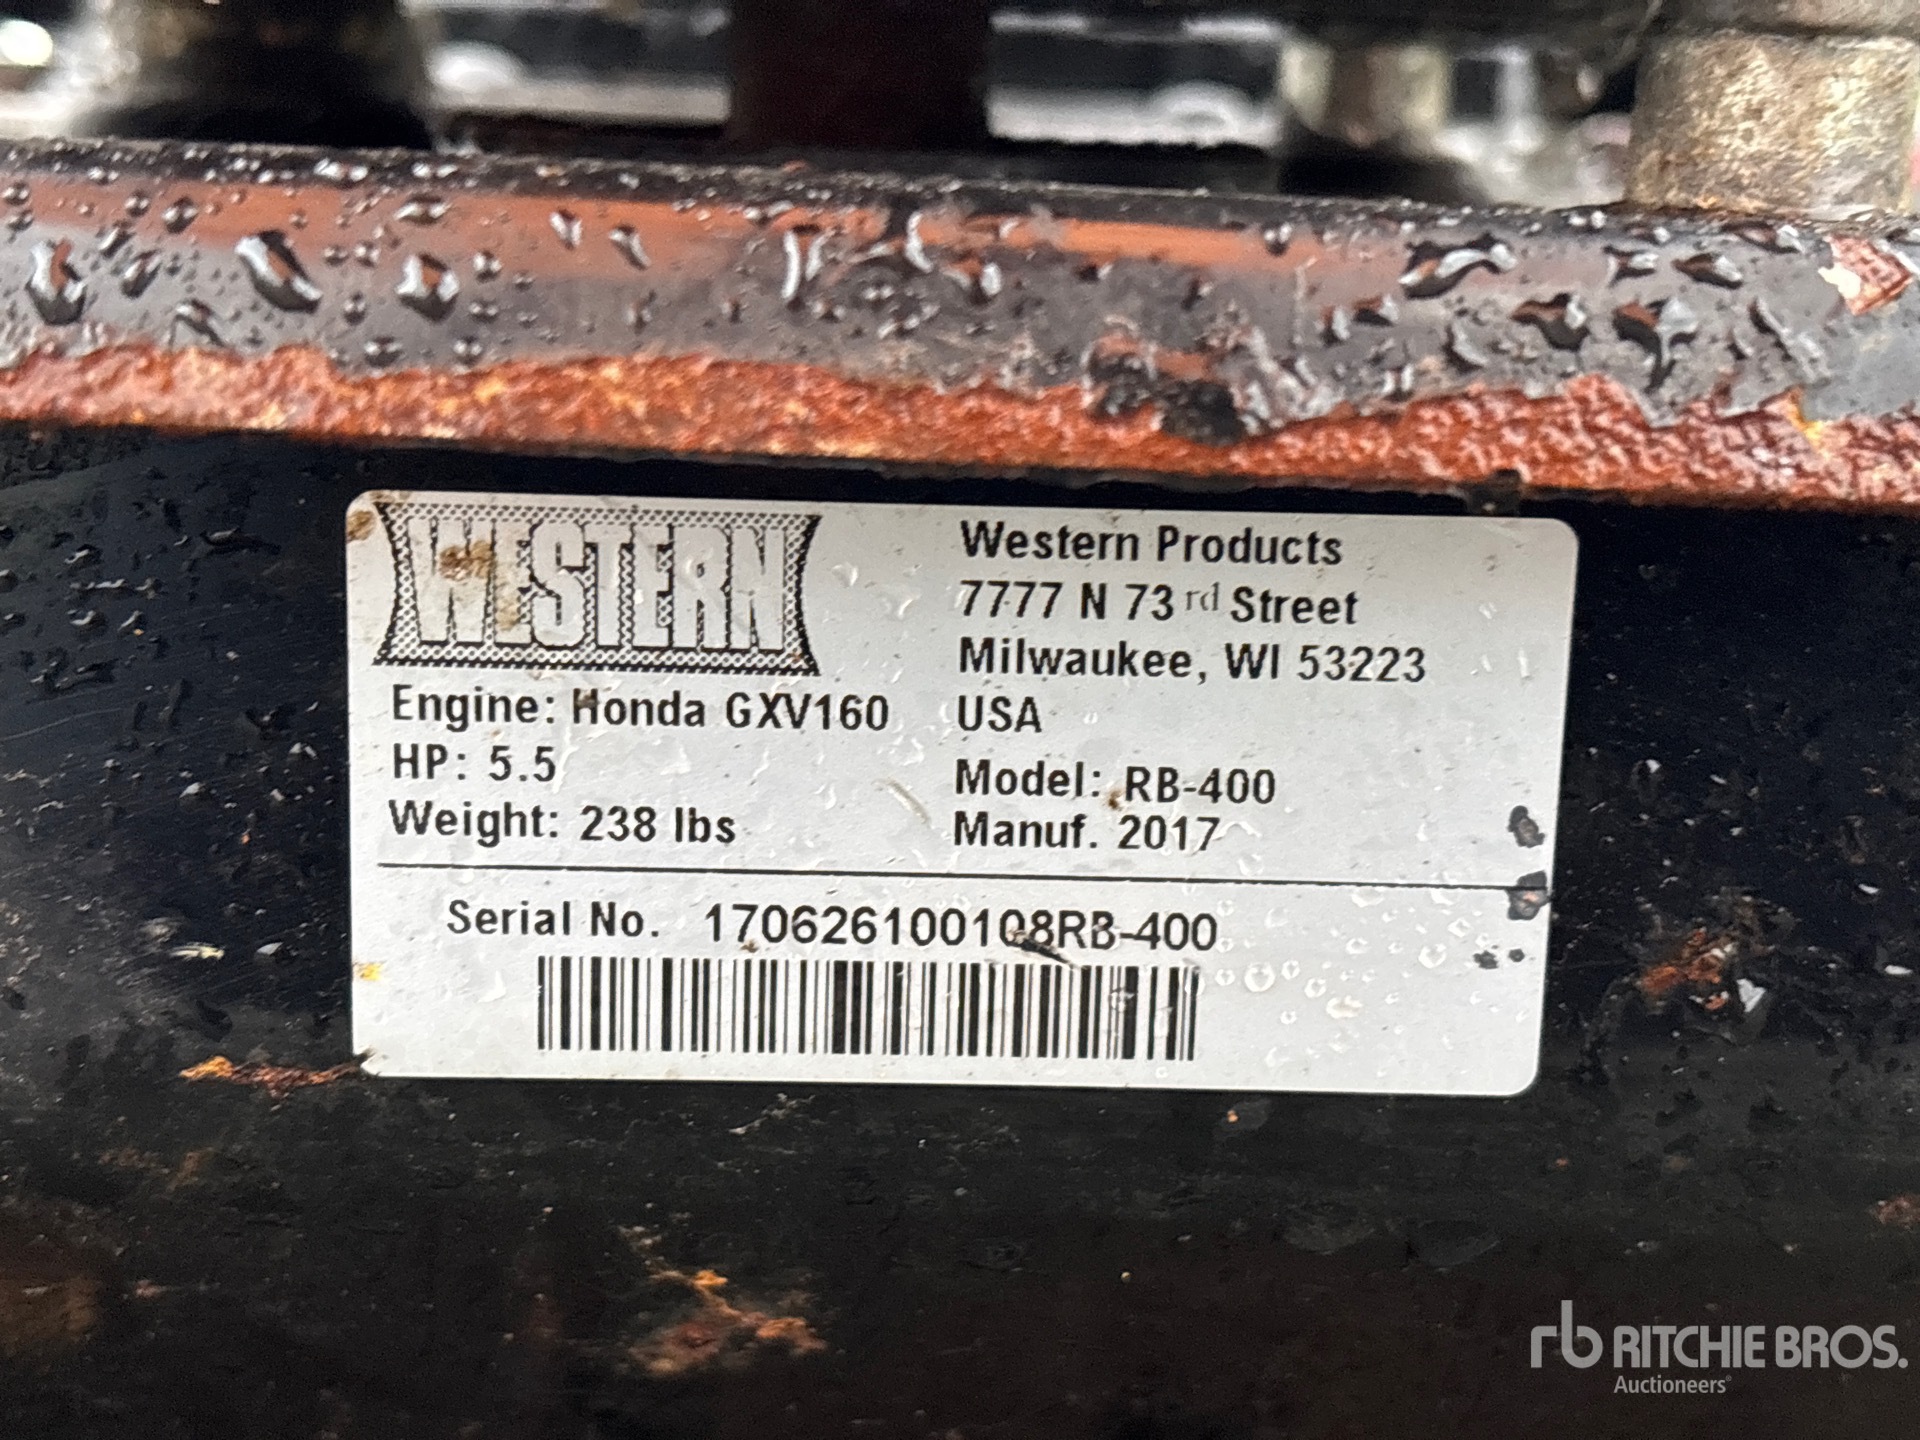 WESTERN
Engine: Honda GXV160
HP: 5.5
Weight: 238 lbs
Western Products
7777 N 73rd Street
Milwaukee, WI 53223
USA
Model: RB-400
Manuf. 2017
Serial No. 170626100108RB-400
rb RITCHIE BROS.
Auctioneers®